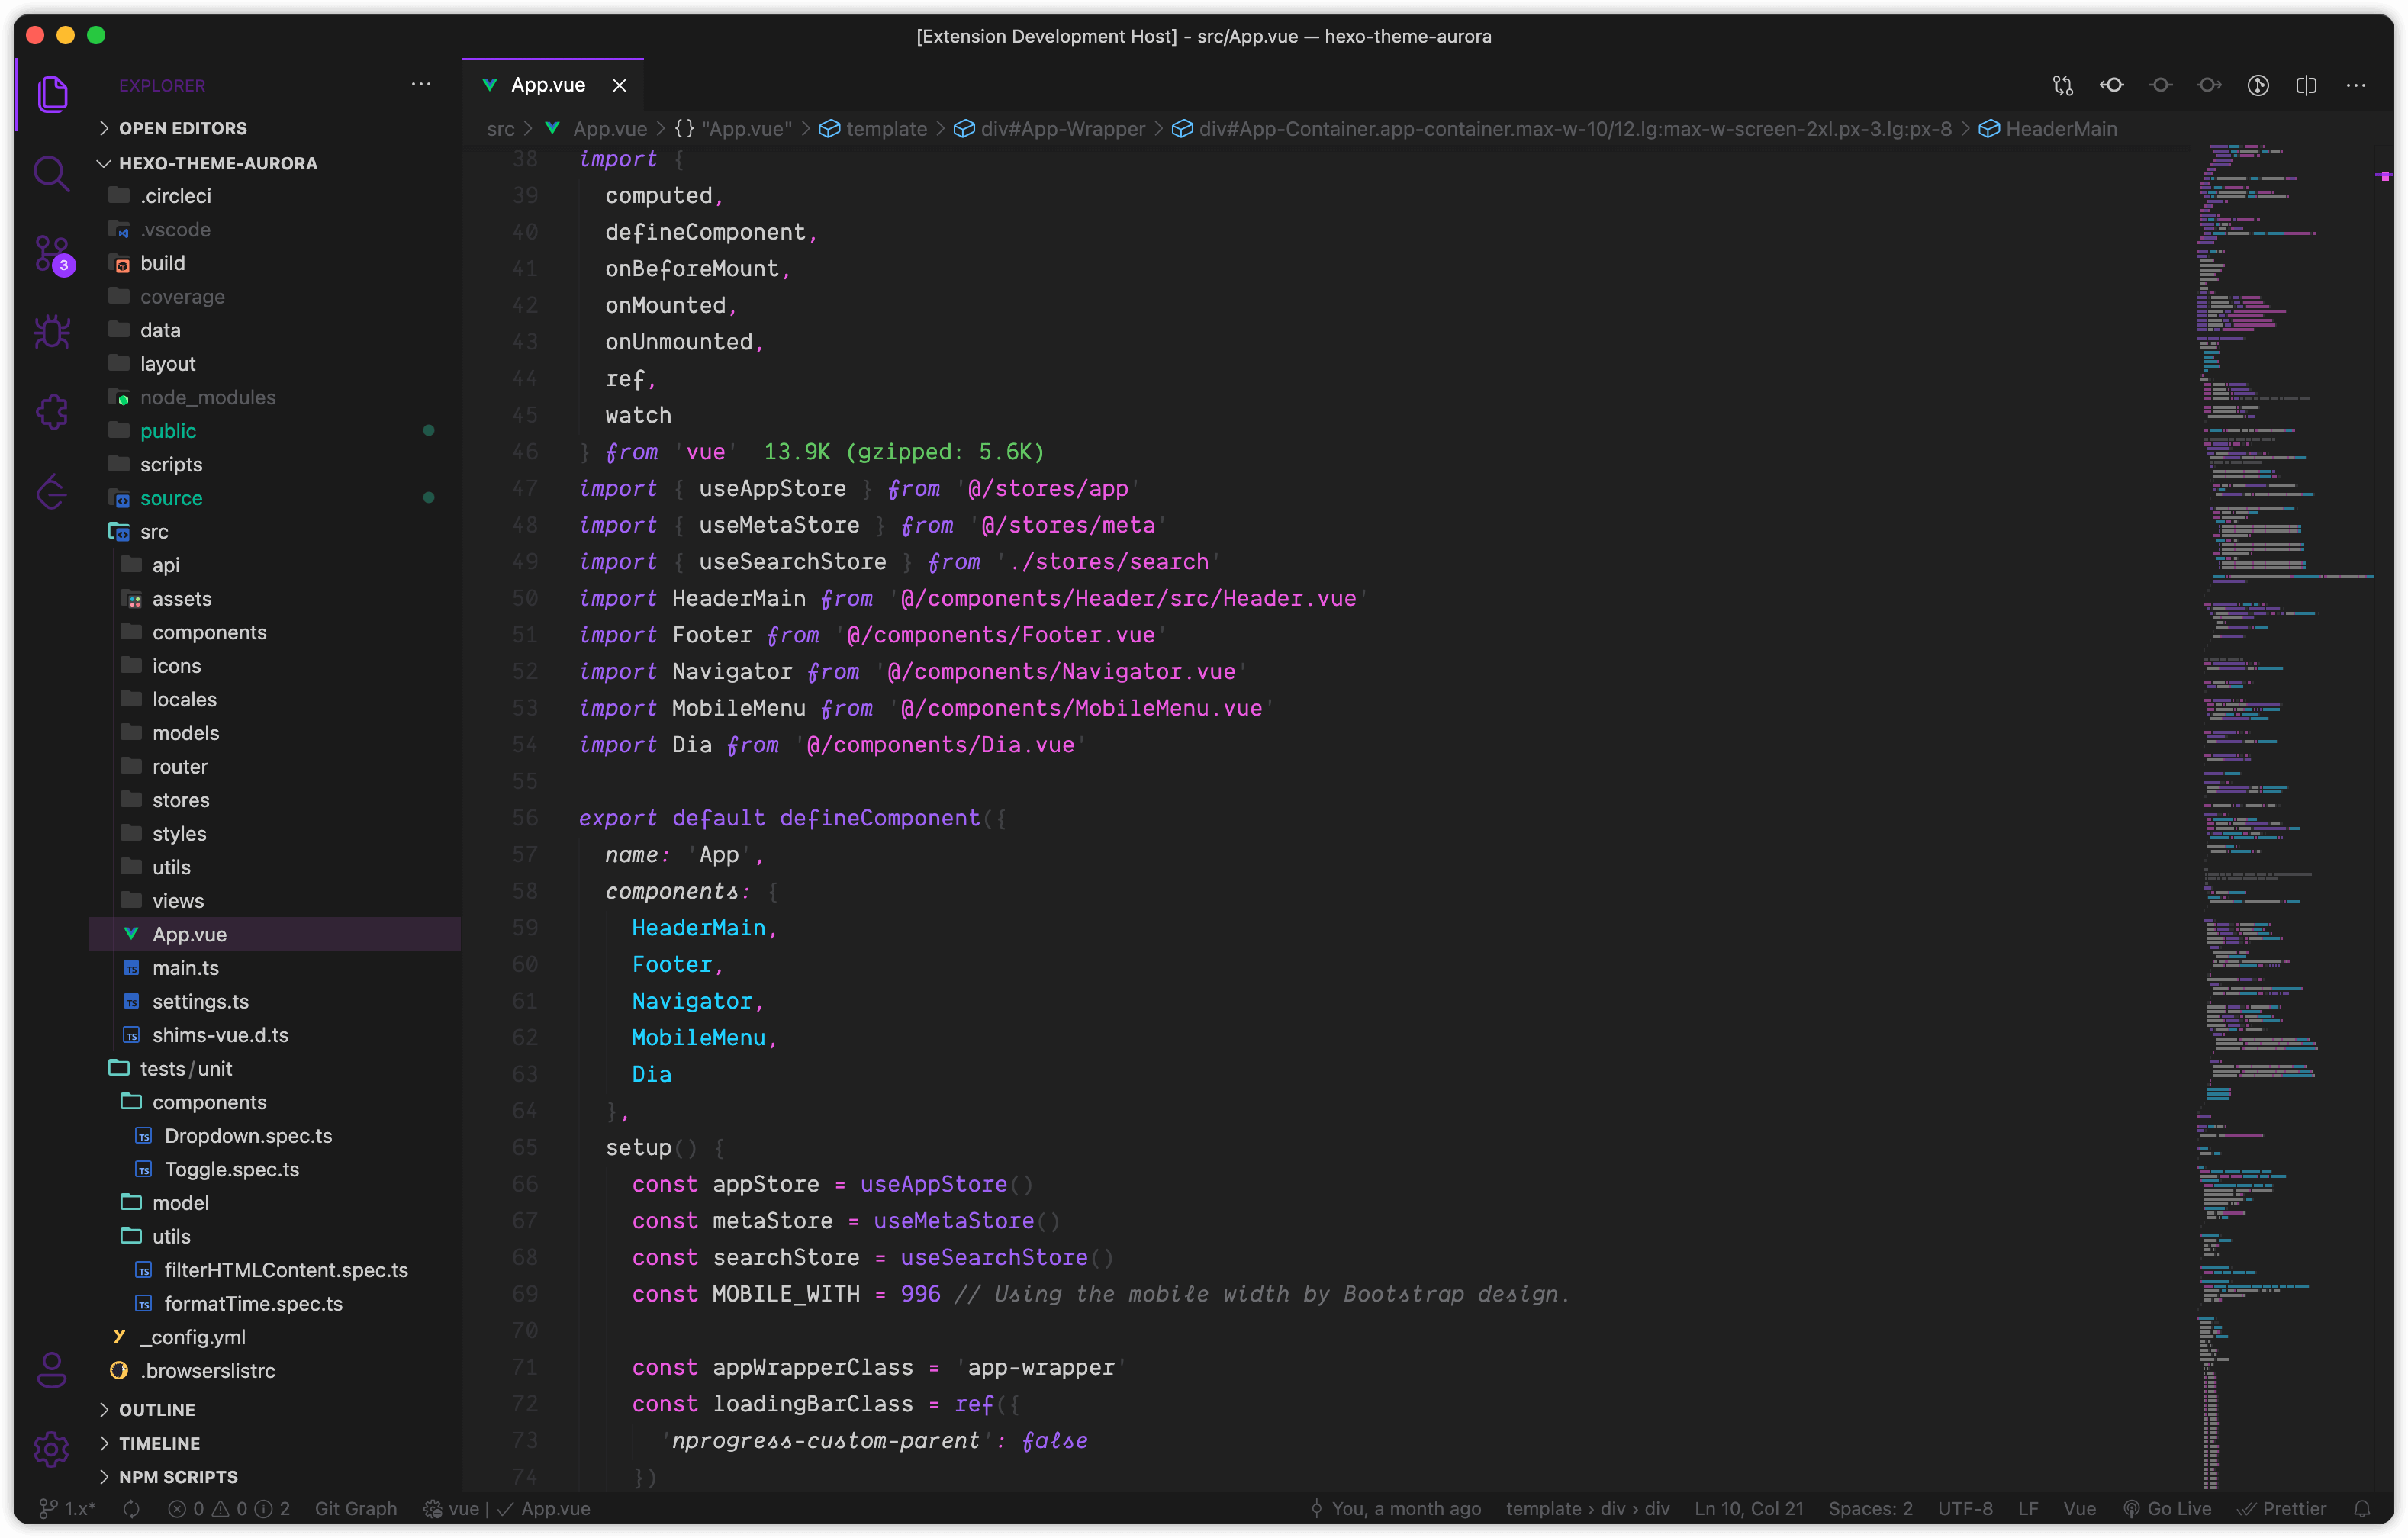 [Extension Development Host] - src/App.vue — hexo-theme-aurora
EXPLORER
OPEN EDITORS
HEXO-THEME-AURORA
.circleci
.vscode
build
coverage
data
layout
node_modules
public
scripts
source
src
api
assets
components
icons
locales
models
router
stores
styles
utils
views
App.vue
main.ts
settings.ts
shims-vue.d.ts
tests/unit
components
Dropdown.spec.ts
Toggle.spec.ts
model
utils
filterHTMLContent.spec.ts
formatTime.spec.ts
_config.yml
.browserslistrc
OUTLINE
TIMELINE
NPM SCRIPTS
3
App.vue
src > App.vue > {} "App.vue" > template > div#App-Wrapper > div#App-Container.app-container.max-w-10/12.lg:max-w-screen-2xl.px-3.lg:px-8 > HeaderMain
38 import {
39 computed,
40 defineComponent,
41 onBeforeMount,
42 onMounted,
43 onUnmounted,
44 ref,
45 watch
46 } from 'vue' 13.9K (gzipped: 5.6K)
47 import { useAppStore } from '@/stores/app'
48 import { useMetaStore } from '@/stores/meta'
49 import { useSearchStore } from './stores/search'
50 import HeaderMain from '@/components/Header/src/Header.vue'
51 import Footer from '@/components/Footer.vue'
52 import Navigator from '@/components/Navigator.vue'
53 import MobileMenu from '@/components/MobileMenu.vue'
54 import Dia from '@/components/Dia.vue'
55
56 export default defineComponent({
57 name: 'App',
58 components: {
59 HeaderMain,
60 Footer,
61 Navigator,
62 MobileMenu,
63 Dia
64 },
65 setup() {
66 const appStore = useAppStore()
67 const metaStore = useMetaStore()
68 const searchStore = useSearchStore()
69 const MOBILE_WITH = 996 // Using the mobile width by Bootstrap design.
70
71 const appWrapperClass = 'app-wrapper'
72 const loadingBarClass = ref({
73 'nprogress-custom-parent': false
74 })
1.x* 0 0 2 Git Graph vue | App.vue You, a month ago template › div › div Ln 10, Col 21 Spaces: 2 UTF-8 LF Vue Go Live Prettier